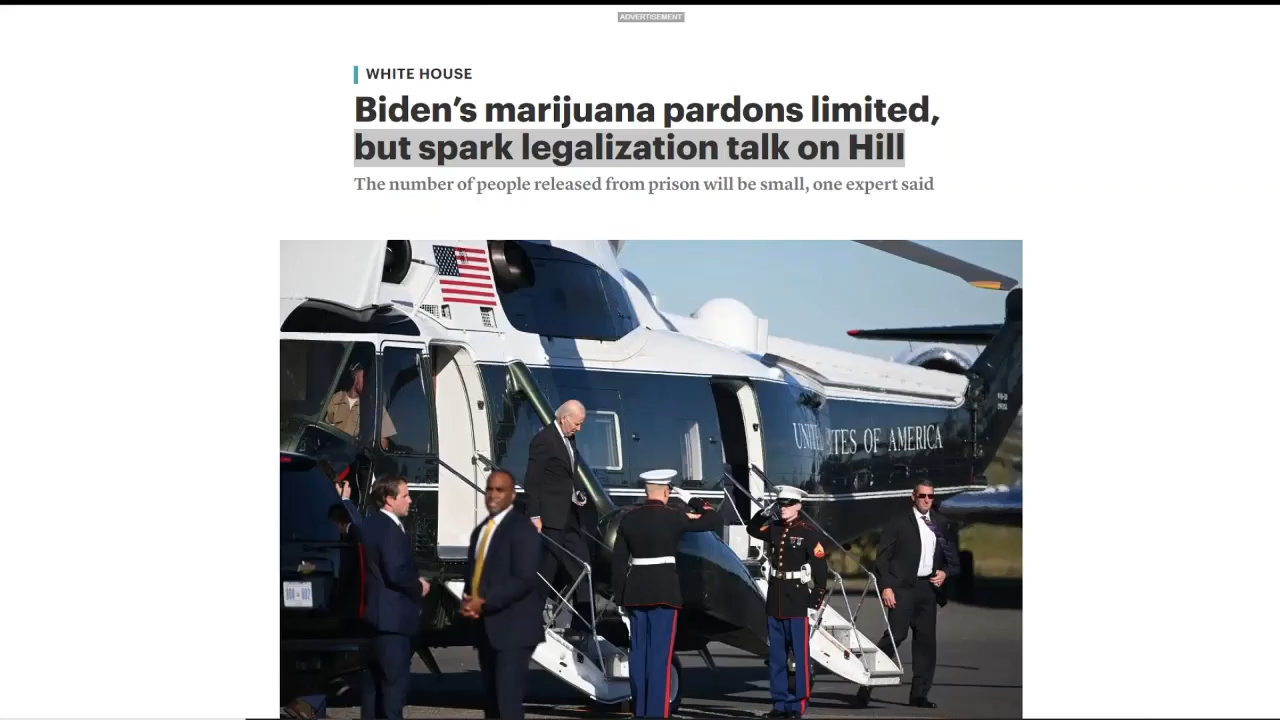 ADVERTISEMENT
WHITE HOUSE
Biden’s marijuana pardons limited,
but spark legalization talk on Hill
The number of people released from prison will be small, one expert said
UNITED STATES OF AMERICA